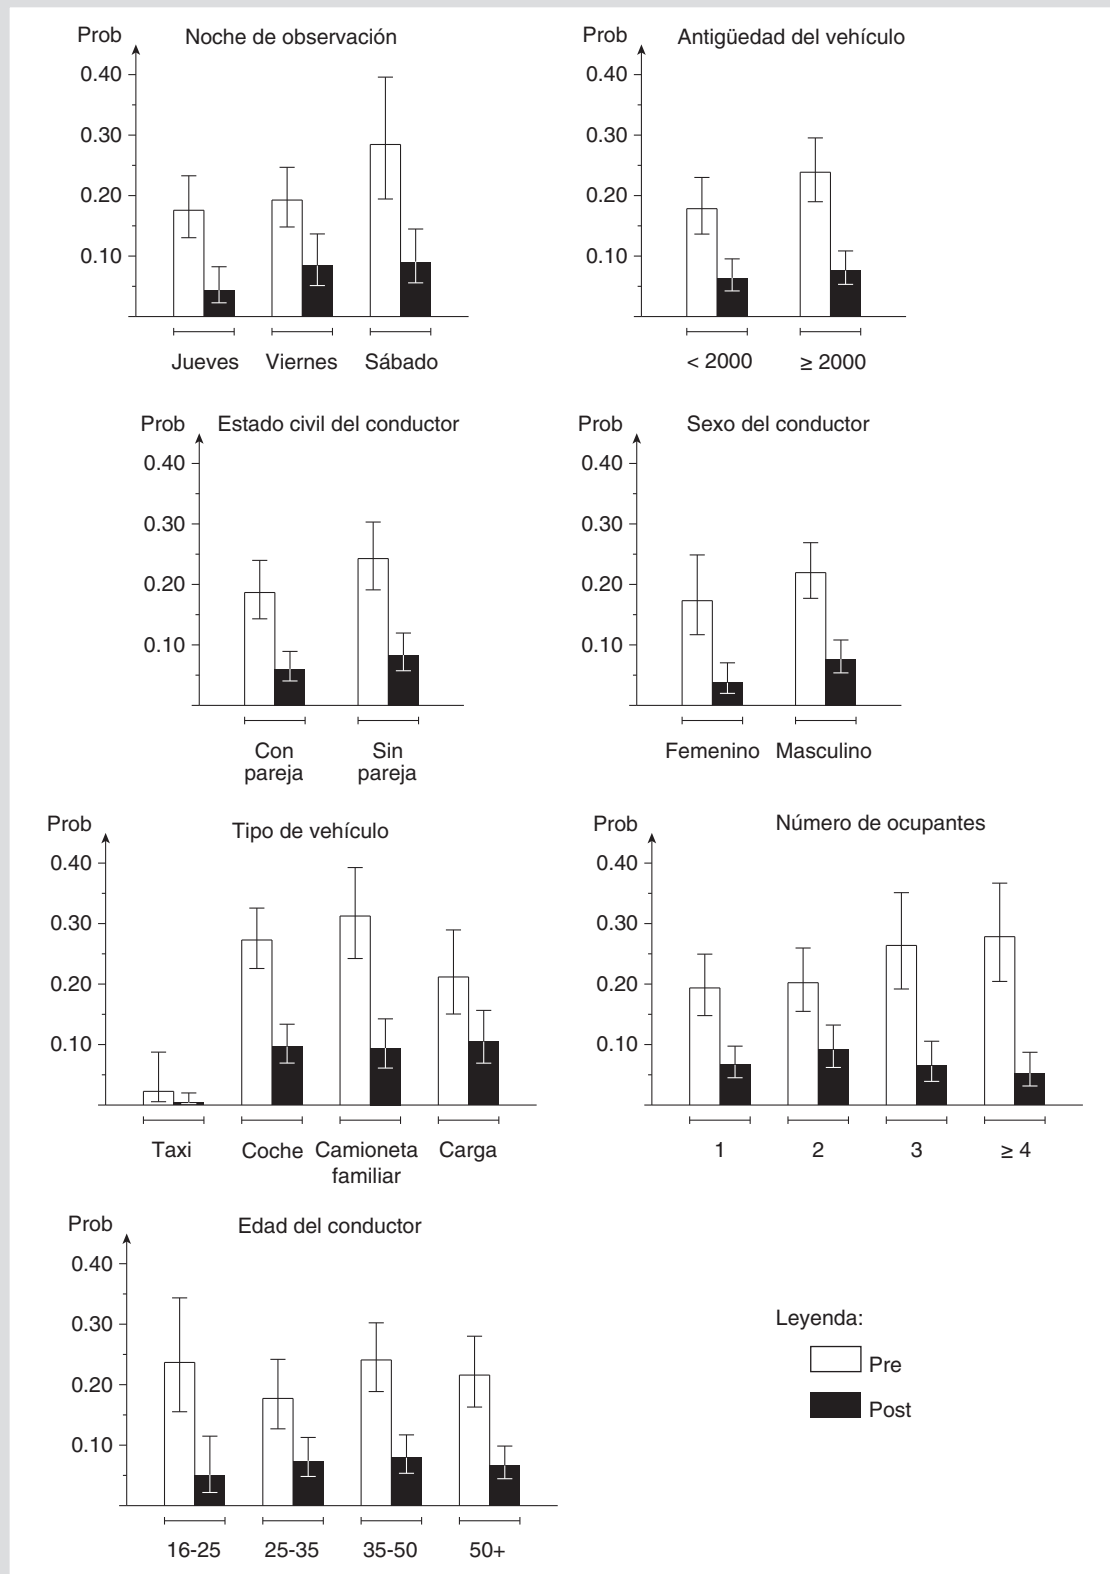 Prob
Noche de observación
0.40
0.30
0.20
0.10
Jueves Viernes Sábado
Prob
Antigüedad del vehículo
0.40
0.30
0.20
0.10
< 2000 ≥ 2000
Prob
Estado civil del conductor
0.40
0.30
0.20
0.10
Con pareja
Sin pareja
Prob
Sexo del conductor
0.40
0.30
0.20
0.10
Femenino Masculino
Prob
Tipo de vehículo
0.40
0.30
0.20
0.10
Taxi Coche Camioneta Carga
familiar
Prob
Número de ocupantes
0.40
0.30
0.20
0.10
1 2 3 ≥ 4
Prob
Edad del conductor
0.40
0.30
0.20
0.10
16-25 25-35 35-50 50+
Leyenda:
Pre
Post